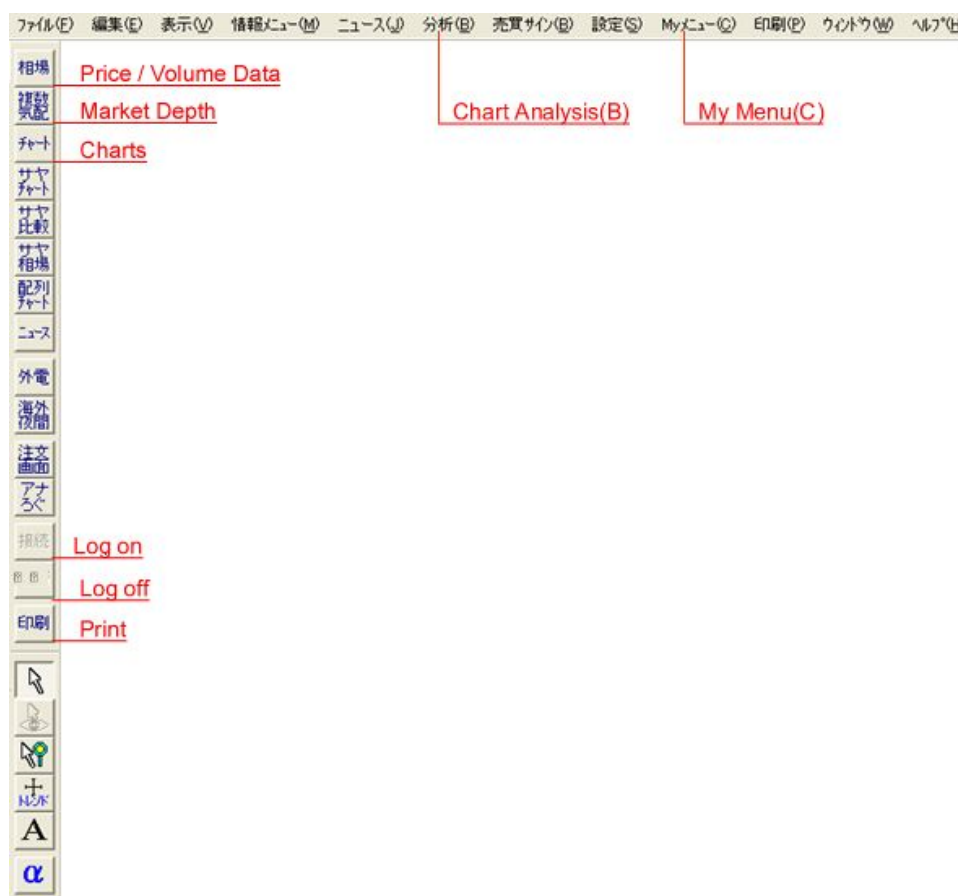 ファイル(F) 編集(E) 表示(V) 情報メニュー(M) ニュース(J) 分析(B) 売買サイン(B) 設定(S) Myメニュー(C) 印刷(P) ウィンドウ(W) ヘルプ(H
相場
Price / Volume Data
複数
気配
Market Depth
Chart Analysis(B)
My Menu(C)
チャート
Charts
サヤ
チャート
サヤ
比較
サヤ
相場
配列
チャート
ニュース
外電
海外
夜間
注文
画面
アナ
ろぐ
接続
Log on
Log off
印刷
Print
トレンド
A
α